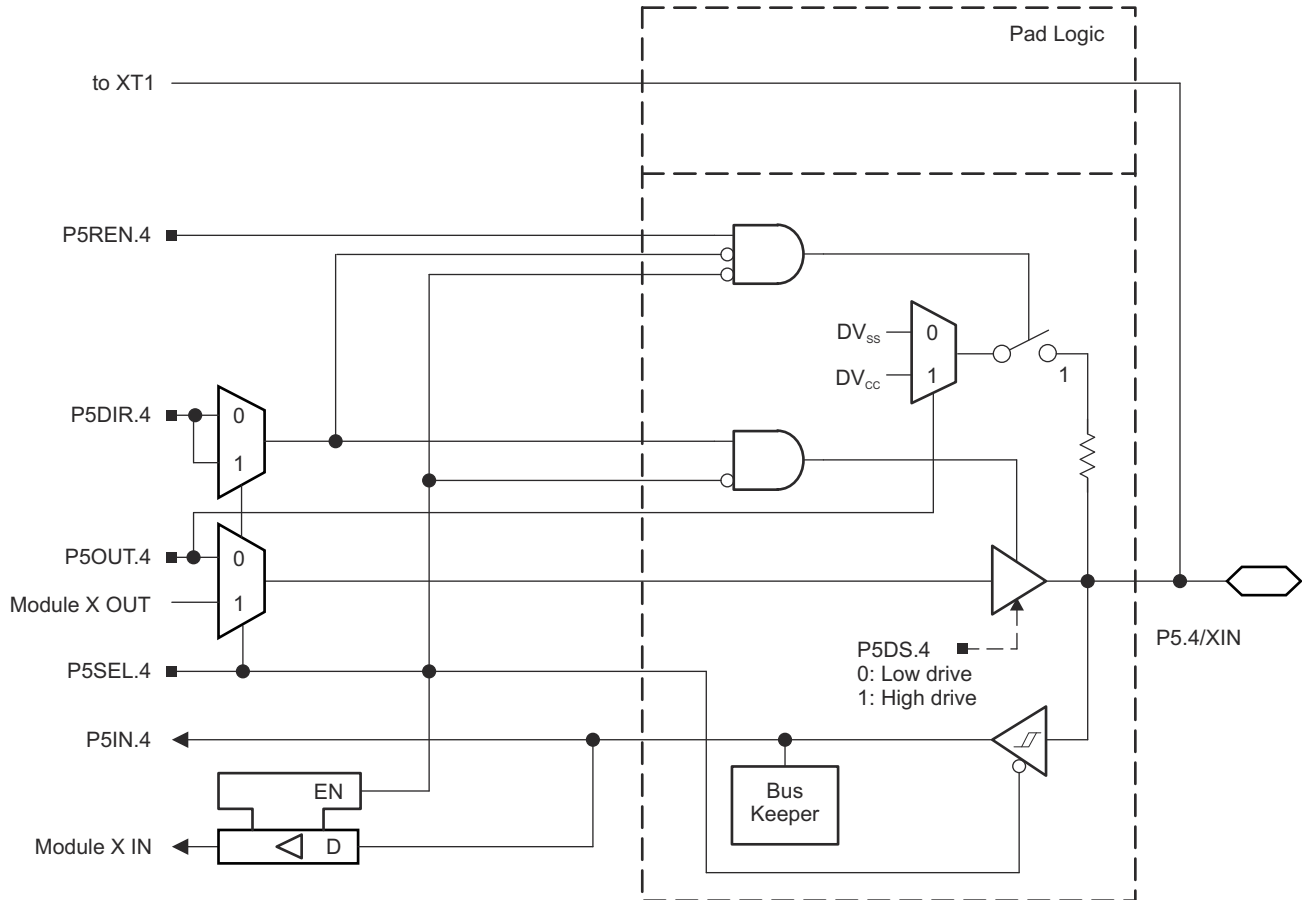 Pad Logic
to XT1
P5REN.4
DVSS
0
DVCC
1
1
P5DIR.4
0
1
P5OUT.4
0
Module X OUT
1
P5SEL.4
P5DS.4
0: Low drive
1: High drive
P5.4/XIN
P5IN.4
EN
Bus
Keeper
Module X IN
D